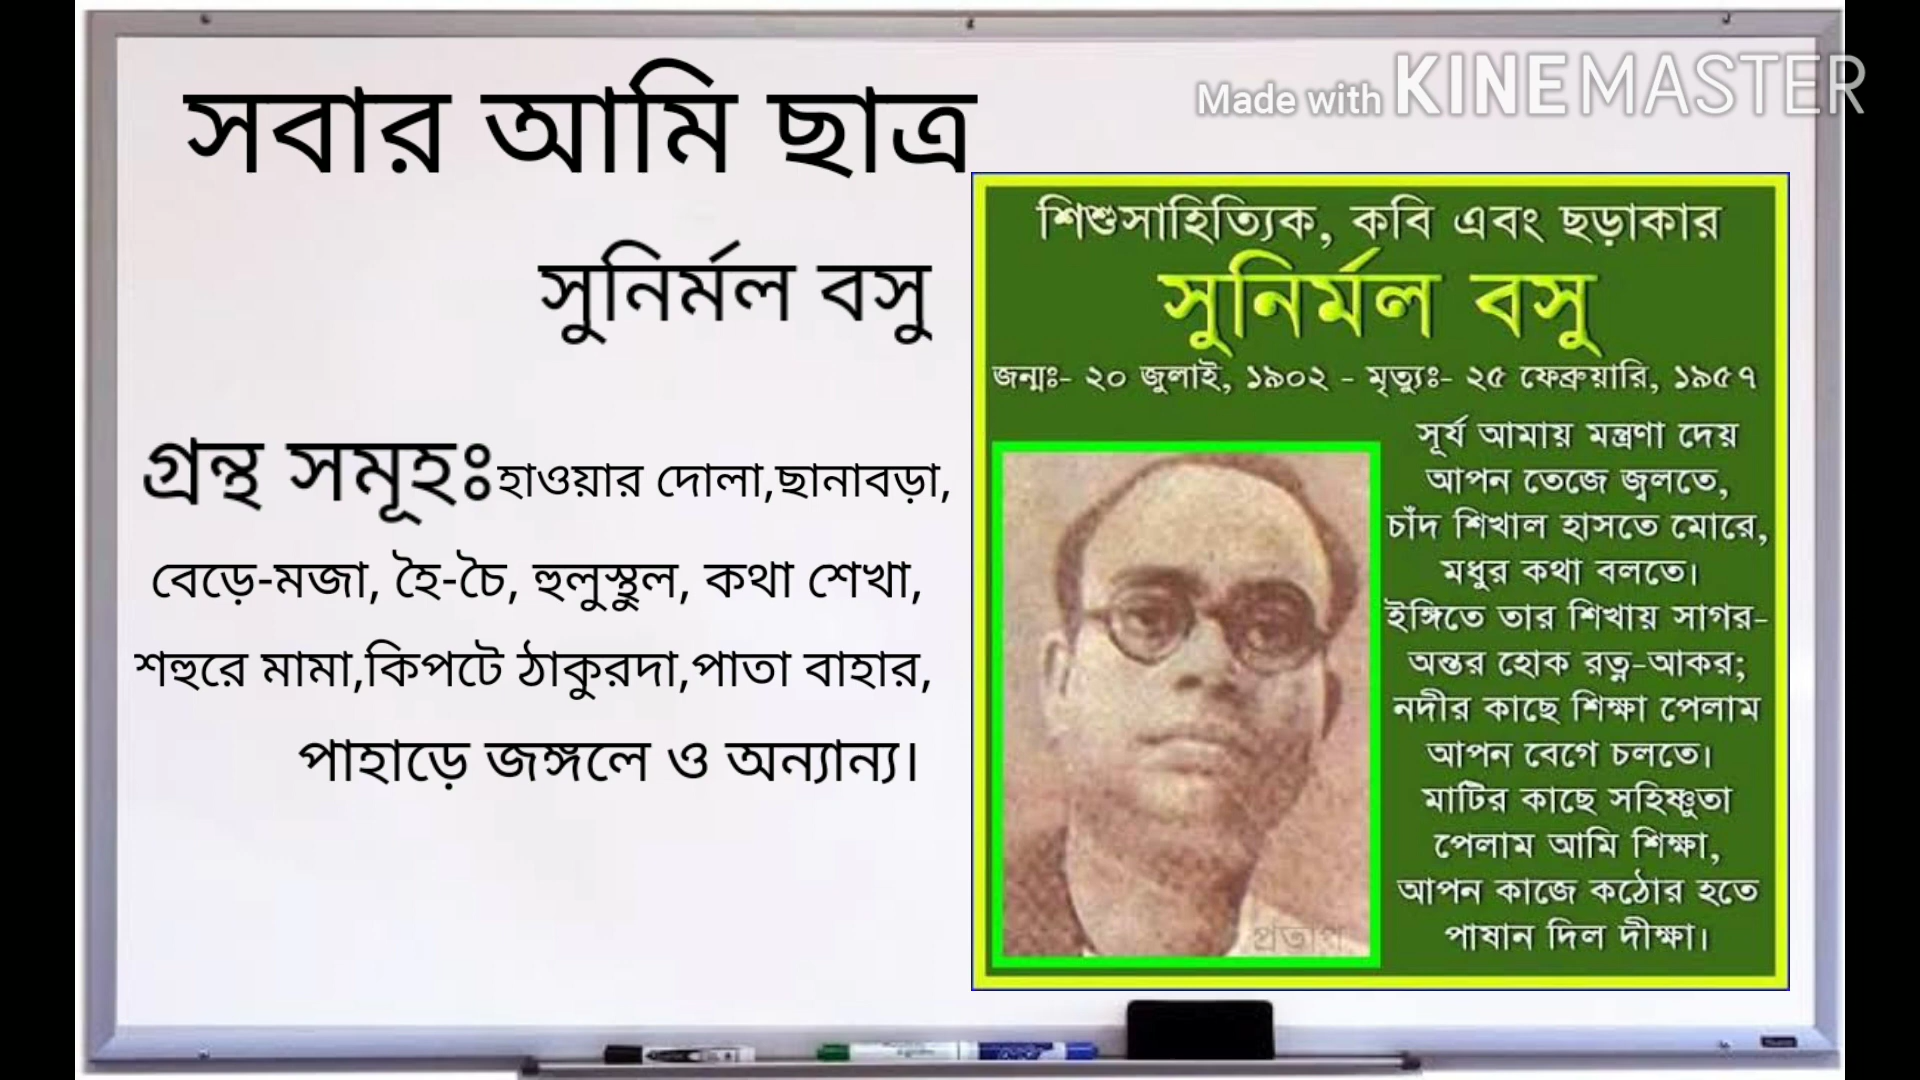 সবার আমি ছাত্র
Made with KINEMASTER
সুনির্মল বসু
গ্রন্থ সমূহঃ হাওয়ার দোলা,ছানাবড়া,
বেড়ে-মজা, হৈ-চৈ, হুলুস্থুল, কথা শেখা,
শহুরে মামা,কিপটে ঠাকুরদা,পাতা বাহার,
পাহাড়ে জঙ্গলে ও অন্যান্য।
শিশুসাহিত্যিক, কবি এবং ছড়াকার
সুনির্মল বসু
জন্মঃ- ২০ জুলাই, ১৯০২ - মৃত্যুঃ- ২৫ ফেব্রুয়ারি, ১৯৫৭
সূর্য আমায় মন্ত্রণা দেয়
আপন তেজে জ্বলতে,
চাঁদ শিখাল হাসতে মোরে,
মধুর কথা বলতে।
ইঙ্গিতে তার শিখায় সাগর-
অন্তর হোক রত্ন-আকর;
নদীর কাছে শিক্ষা পেলাম
আপন বেগে চলতে।
মাটির কাছে সহিষ্ণুতা
পেলাম আমি শিক্ষা,
আপন কাজে কঠোর হতে
পাষান দিল দীক্ষা।
প্রতাপ